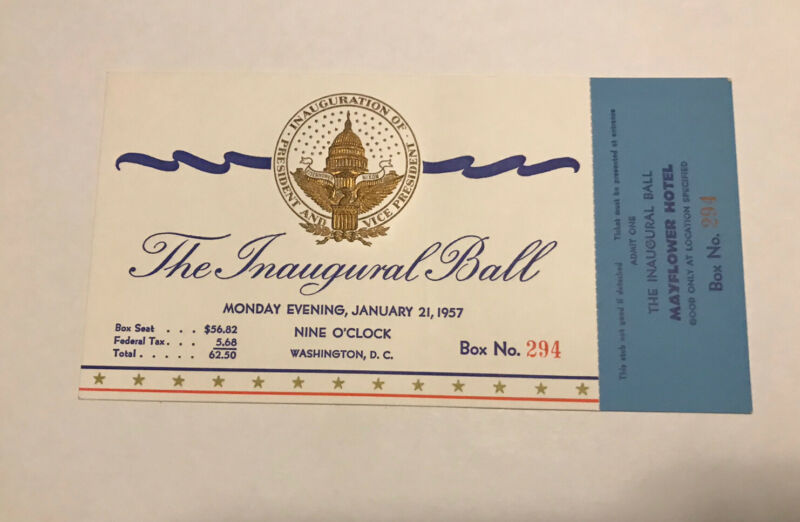 INAUGURATION OF
PRESIDENT AND VICE PRESIDENT
EISENHOWER NIXON
The Inaugural Ball
MONDAY EVENING, JANUARY 21, 1957
NINE O'CLOCK
WASHINGTON, D. C.
Box Seat . . . $56.82
Federal Tax . . . 5.68
Total . . . . . 62.50
Box No. 294
This stub not good if detached Ticket must be presented at entrance
ADMIT ONE
THE INAUGURAL BALL
MAYFLOWER HOTEL
GOOD ONLY AT LOCATION SPECIFIED
Box No. 294